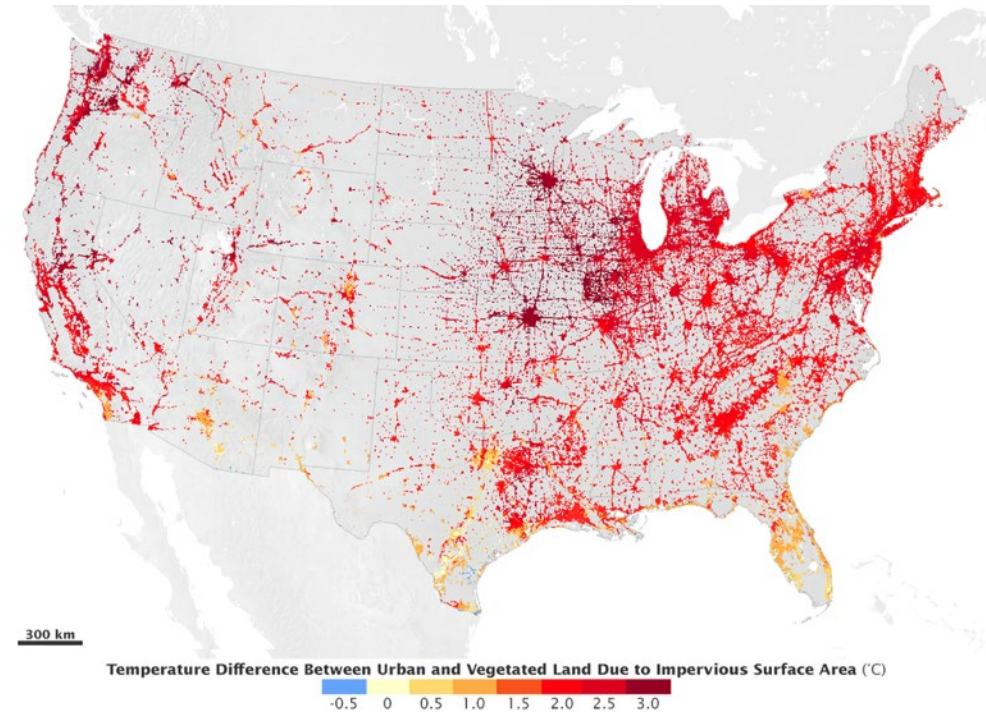 300 km
Temperature Difference Between Urban and Vegetated Land Due to Impervious Surface Area (°C)
-0.5 0 0.5 1.0 1.5 2.0 2.5 3.0